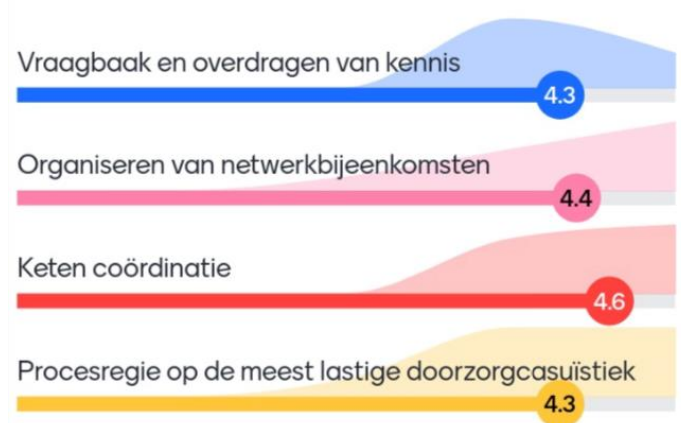 Vraagbaak en overdragen van kennis
4.3
Organiseren van netwerkbijeenkomsten
4.4
Keten coördinatie
4.6
Procesregie op de meest lastige doorzorgcasuïstiek
4.3